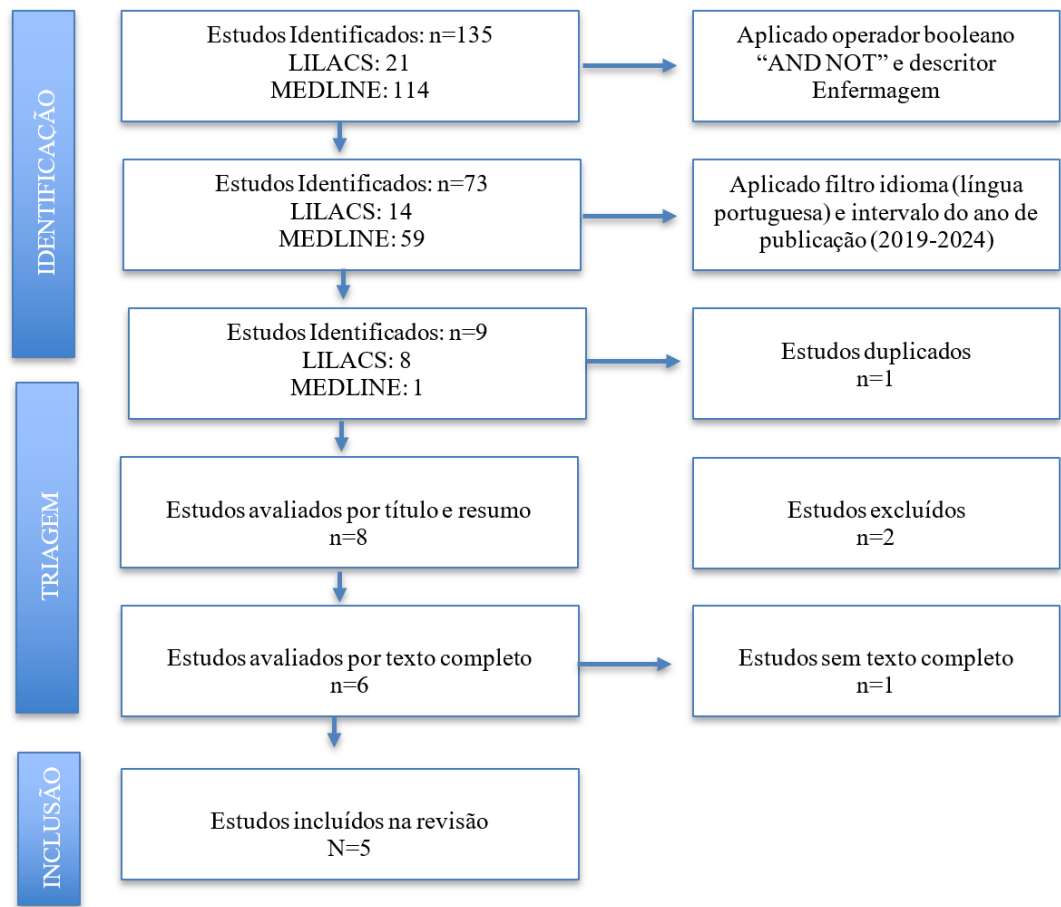 IDENTIFICAÇÃO
Estudos Identificados: n=135
LILACS: 21
MEDLINE: 114
Aplicado operador booleano
“AND NOT” e descritor
Enfermagem
Estudos Identificados: n=73
LILACS: 14
MEDLINE: 59
Aplicado filtro idioma (língua
portuguesa) e intervalo do ano de
publicação (2019-2024)
Estudos Identificados: n=9
LILACS: 8
MEDLINE: 1
Estudos duplicados
n=1
TRIAGEM
Estudos avaliados por título e resumo
n=8
Estudos excluídos
n=2
Estudos avaliados por texto completo
n=6
Estudos sem texto completo
n=1
INCLUSÃO
Estudos incluídos na revisão
N=5